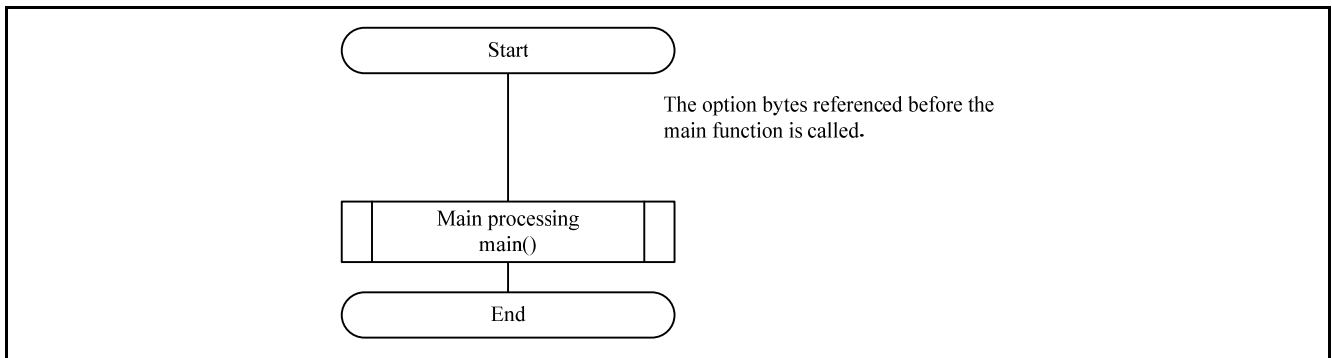 Start
The option bytes referenced before the
main function is called.
Main processing
main()
End